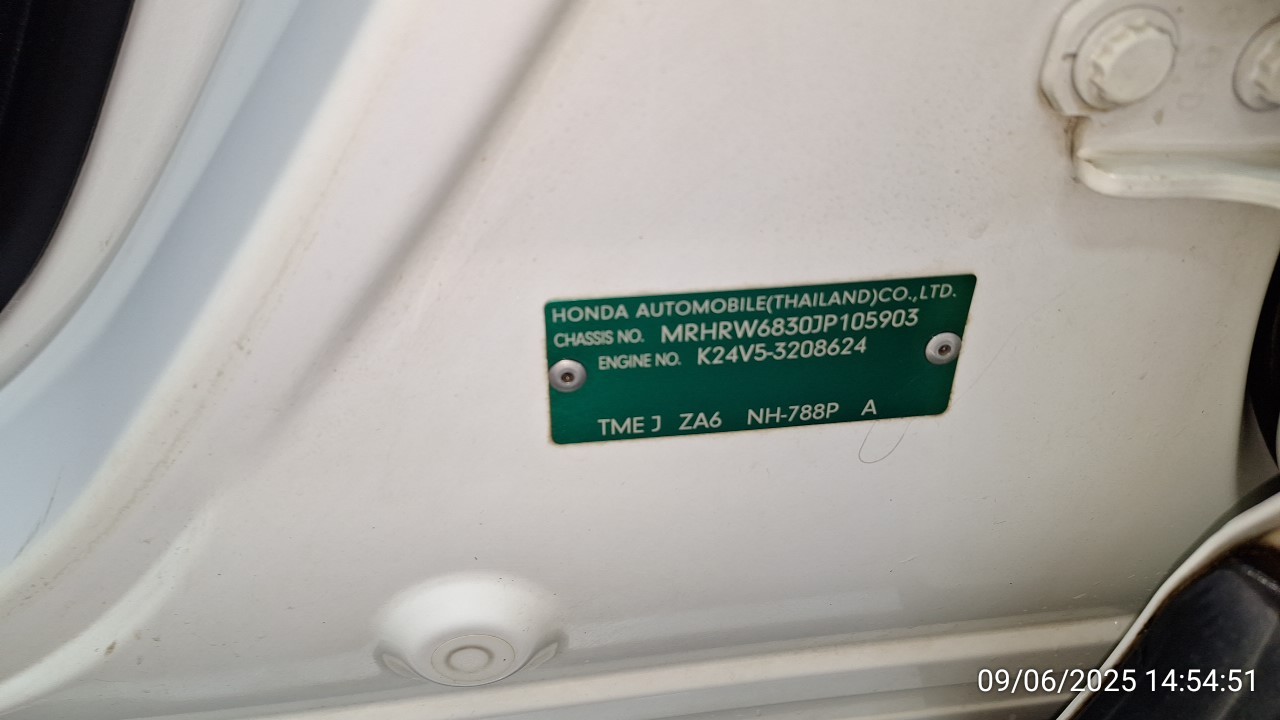 HONDA AUTOMOBILE(THAILAND)CO.,LTD.
CHASSIS NO. MRHRW6830JP105903
ENGINE NO. K24V5-3208624
TME J ZA6 NH-788P A
09/06/2025 14:54:51